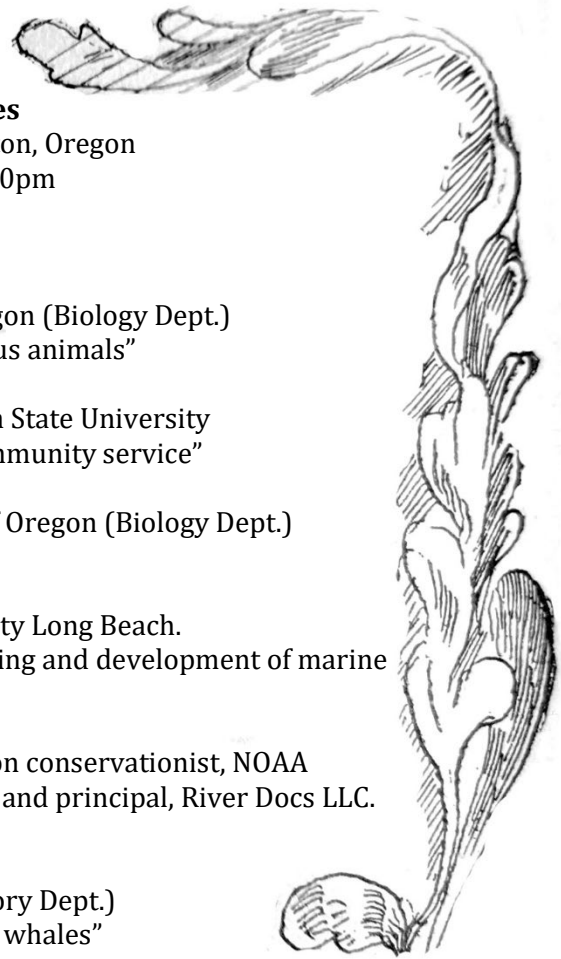 es
on, Oregon
0pm
gon (Biology Dept.)
us animals”
n State University
mmunity service”
f Oregon (Biology Dept.)
ty Long Beach.
ing and development of marine
on conservationist, NOAA
and principal, River Docs LLC.
ory Dept.)
whales”